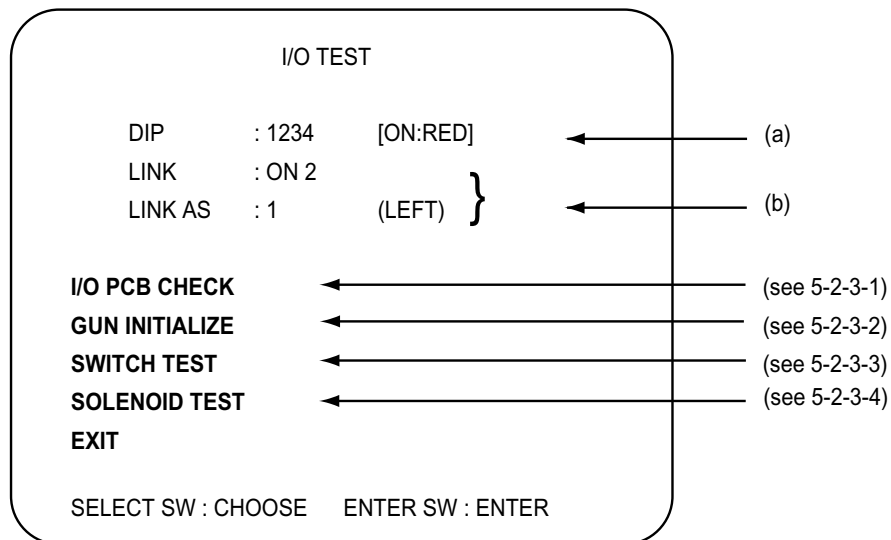 I/O TEST
DIP : 1234 [ON:RED] (a)
LINK : ON 2
LINK AS : 1 (LEFT) } (b)
I/O PCB CHECK (see 5-2-3-1)
GUN INITIALIZE (see 5-2-3-2)
SWITCH TEST (see 5-2-3-3)
SOLENOID TEST (see 5-2-3-4)
EXIT
SELECT SW : CHOOSE ENTER SW : ENTER